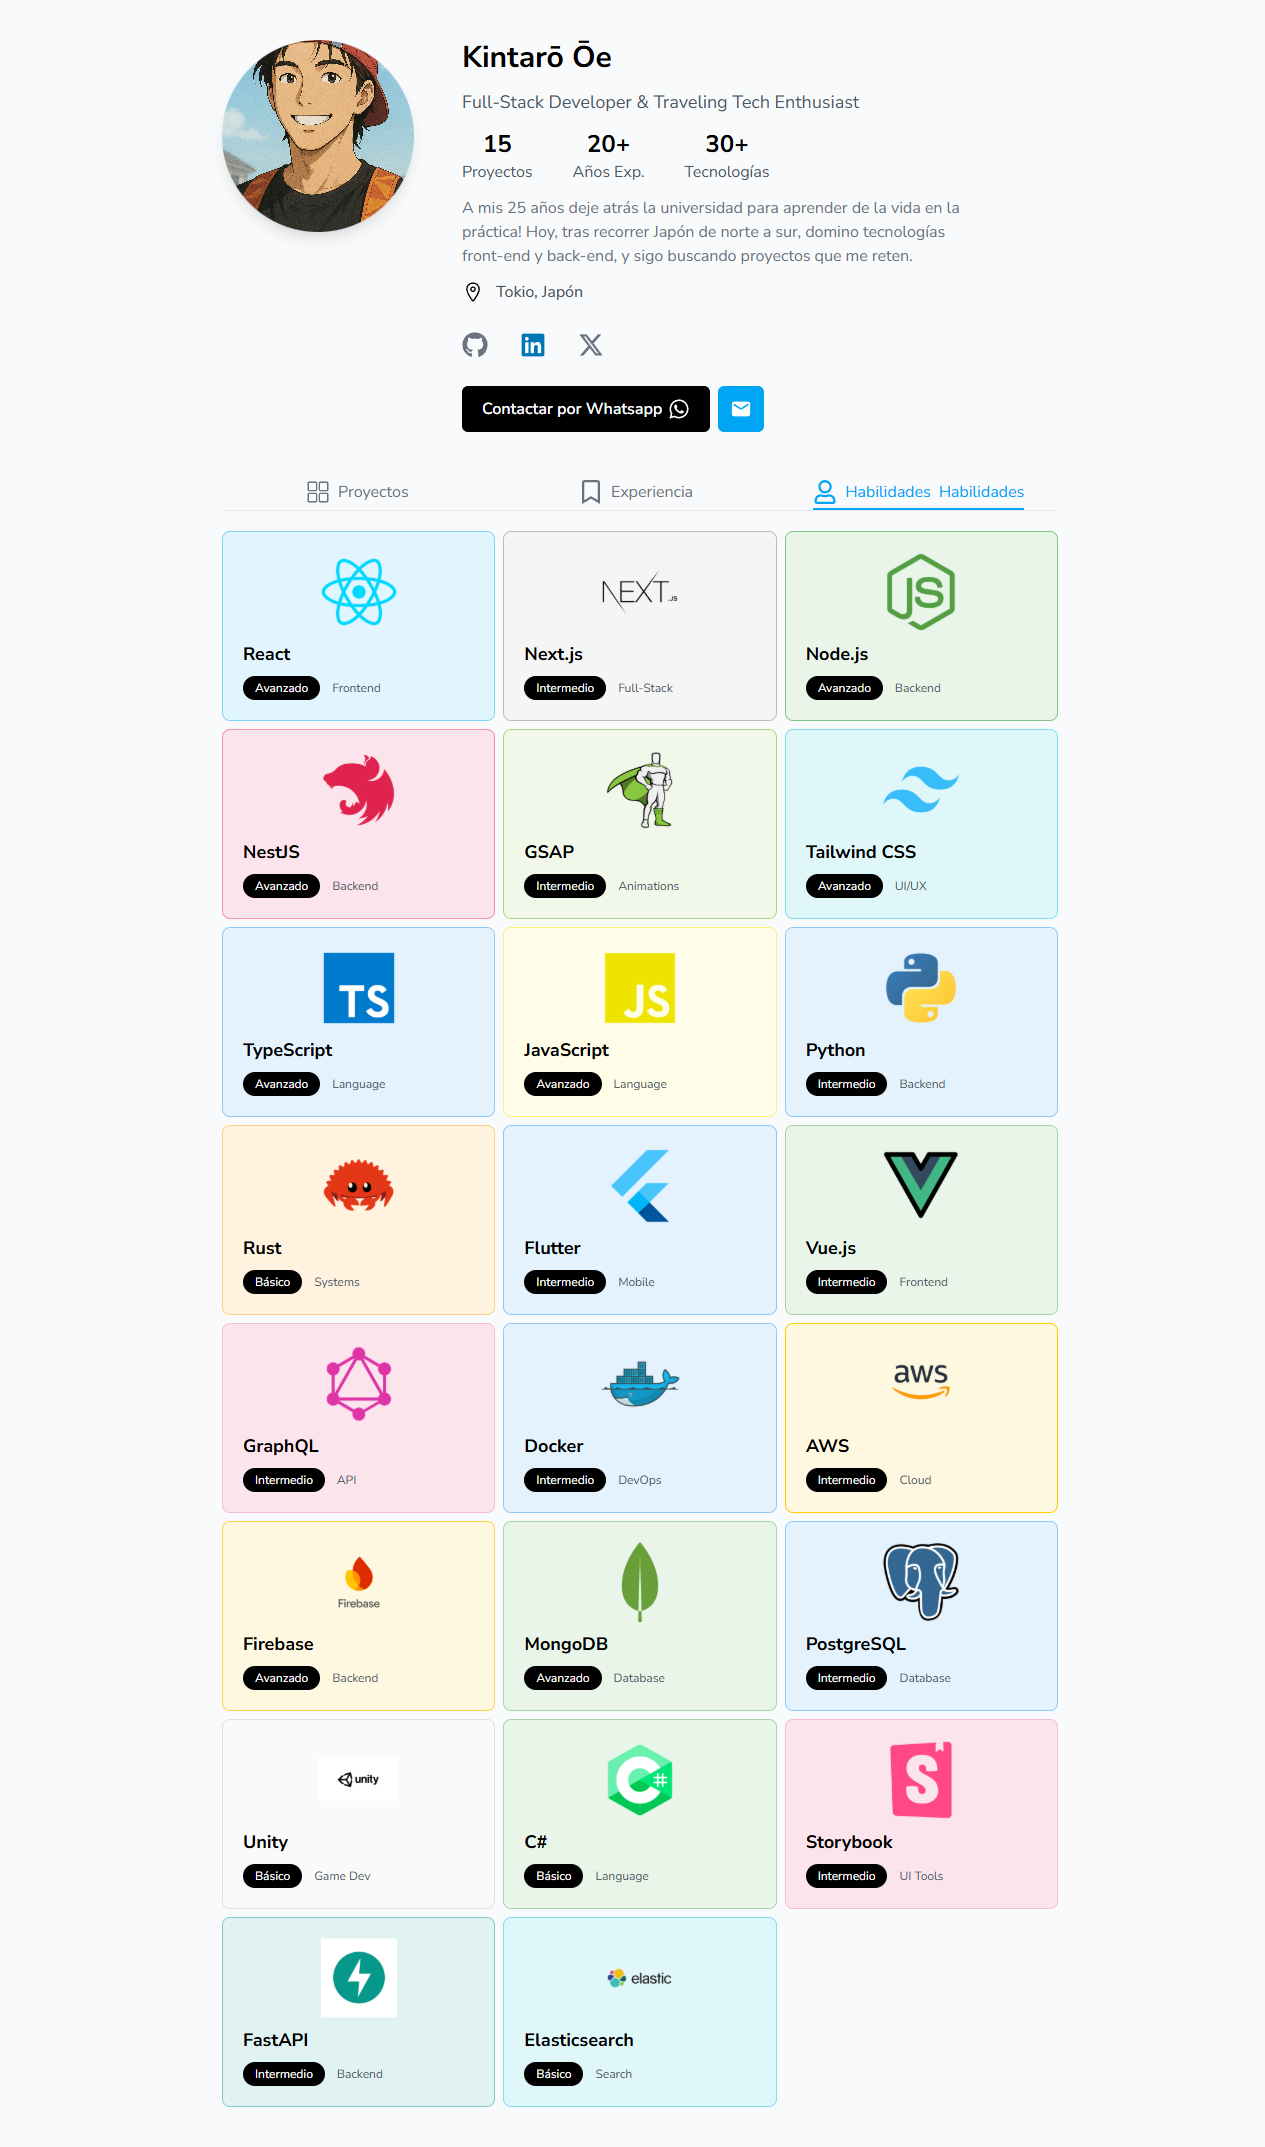 Kintarō Ōe
Full-Stack Developer & Traveling Tech Enthusiast
15 20+ 30+
Proyectos Años Exp. Tecnologías
A mis 25 años deje atrás la universidad para aprender de la vida en la
práctica! Hoy, tras recorrer Japón de norte a sur, domino tecnologías
front-end y back-end, y sigo buscando proyectos que me reten.
Tokio, Japón
Contactar por Whatsapp
Proyectos Experiencia Habilidades Habilidades
NEXT.JS JS
React Next.js Node.js
Avanzado Frontend Intermedio Full-Stack Avanzado Backend
NestJS GSAP Tailwind CSS
Avanzado Backend Intermedio Animations Avanzado UI/UX
TS JS
TypeScript JavaScript Python
Avanzado Language Avanzado Language Intermedio Backend
Rust Flutter Vue.js
Básico Systems Intermedio Mobile Intermedio Frontend
aws
GraphQL Docker AWS
Intermedio API Intermedio DevOps Intermedio Cloud
Firebase
Firebase MongoDB PostgreSQL
Avanzado Backend Avanzado Database Intermedio Database
unity C# S
Unity C# Storybook
Básico Game Dev Básico Language Intermedio UI Tools
elastic
FastAPI Elasticsearch
Intermedio Backend Básico Search